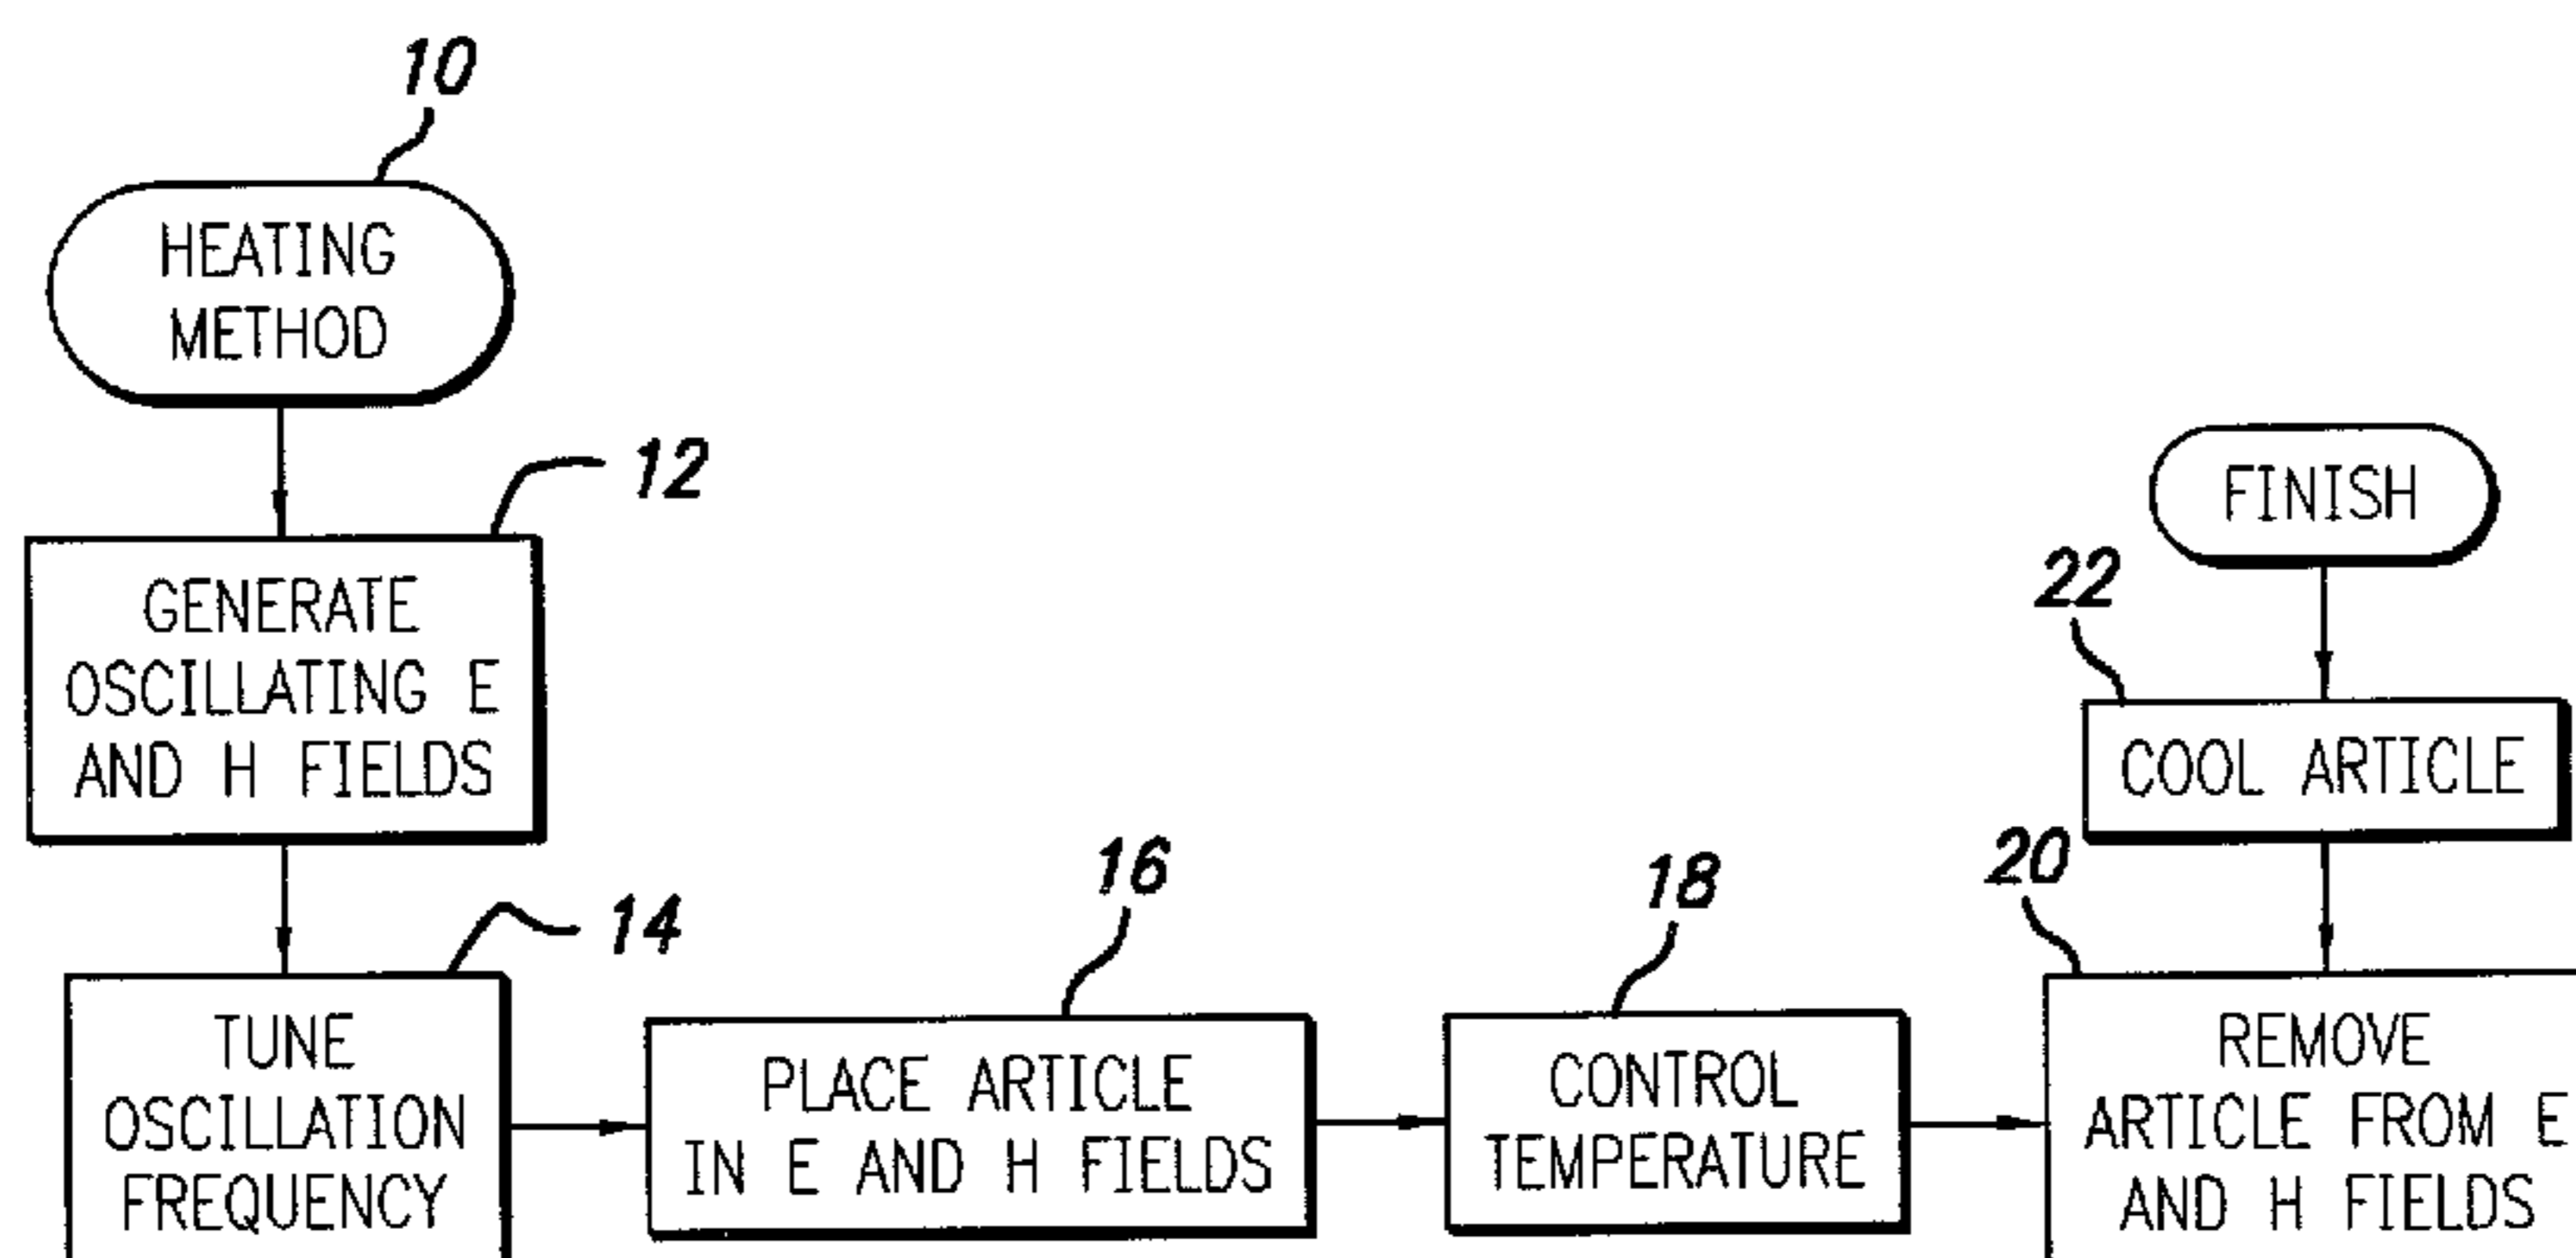 10
HEATING
METHOD
12
GENERATE
OSCILLATING E
AND H FIELDS
14
TUNE
OSCILLATION
FREQUENCY
16
PLACE ARTICLE
IN E AND H FIELDS
18
CONTROL
TEMPERATURE
20
REMOVE
ARTICLE FROM E
AND H FIELDS
22
COOL ARTICLE
FINISH